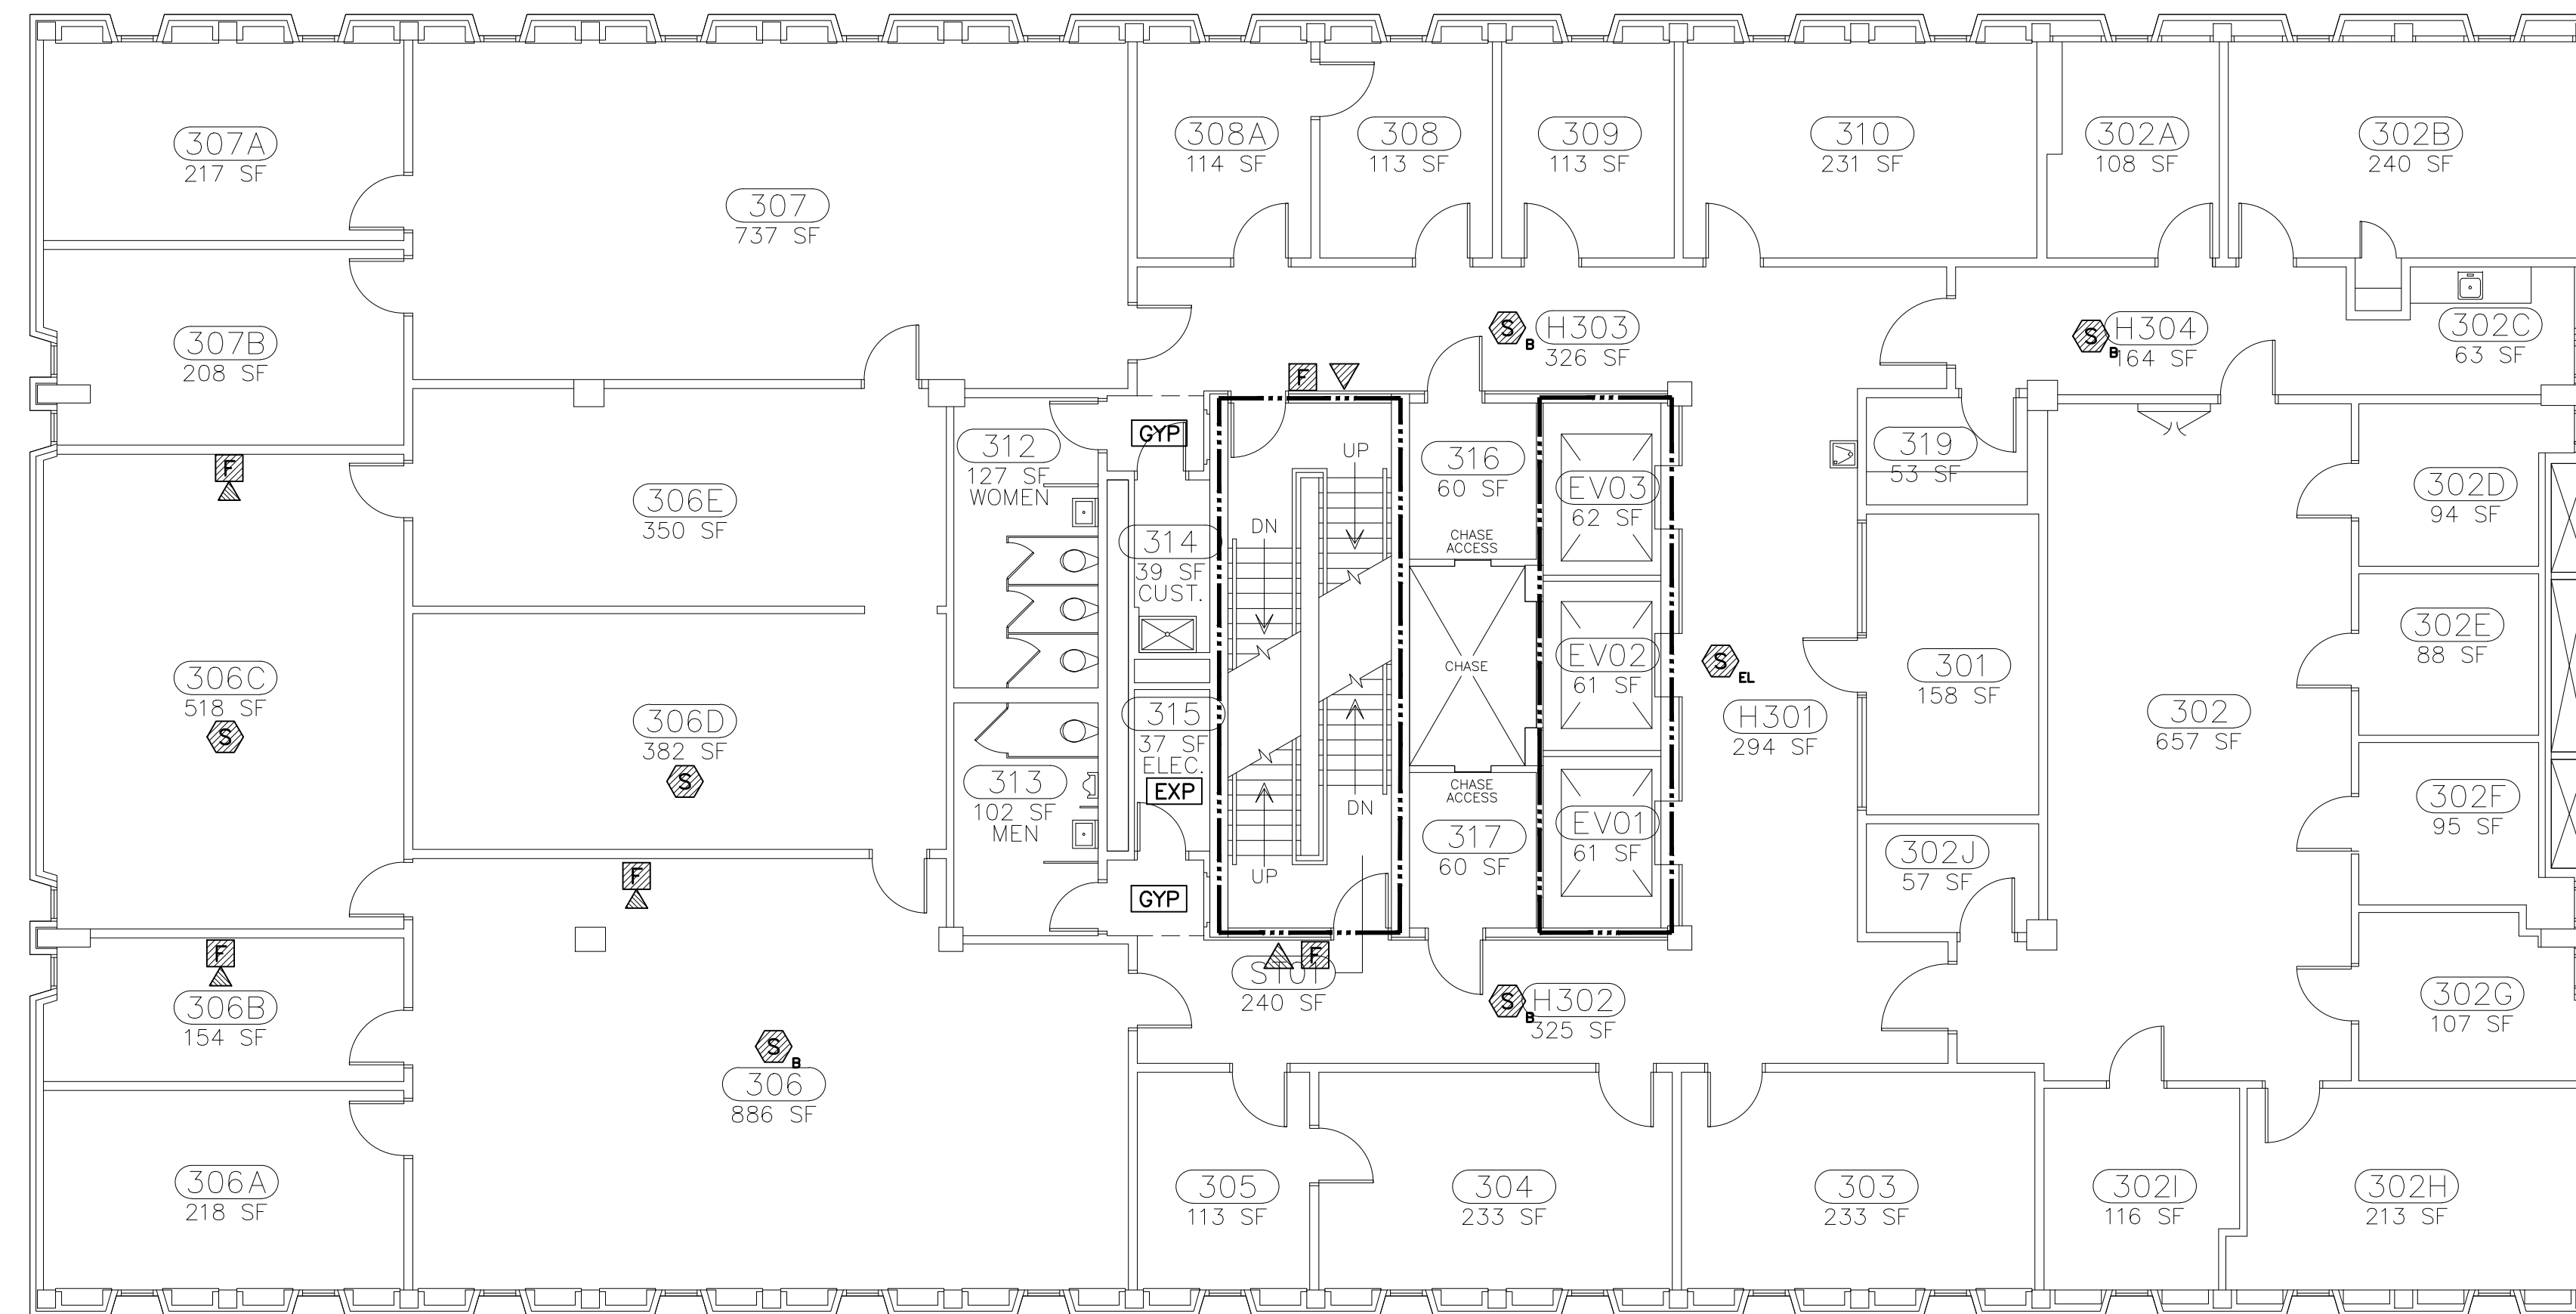 307A
217 SF
307
737 SF
308A
114 SF
308
113 SF
309
113 SF
310
231 SF
302A
108 SF
302B
240 SF
307B
208 SF
S
B
H303
326 SF
S
B
H304
164 SF
302C
63 SF
F
GYP
312
127 SF
WOMEN
UP
316
60 SF
EV03
62 SF
319
53 SF
302D
94 SF
F
306E
350 SF
DN
314
39 SF
CUST.
CHASE
ACCESS
302E
88 SF
306C
518 SF
S
306D
382 SF
S
315
37 SF
ELEC.
EXP
CHASE
EV02
61 SF
S
EL
301
158 SF
H301
294 SF
302
657 SF
313
102 SF
MEN
CHASE
ACCESS
DN
317
60 SF
EV01
61 SF
302F
95 SF
302J
57 SF
F
UP
GYP
F
306B
154 SF
F
ST01
240 SF
S
B
H302
325 SF
302G
107 SF
S
B
306
886 SF
306A
218 SF
305
113 SF
304
233 SF
303
233 SF
302I
116 SF
302H
213 SF